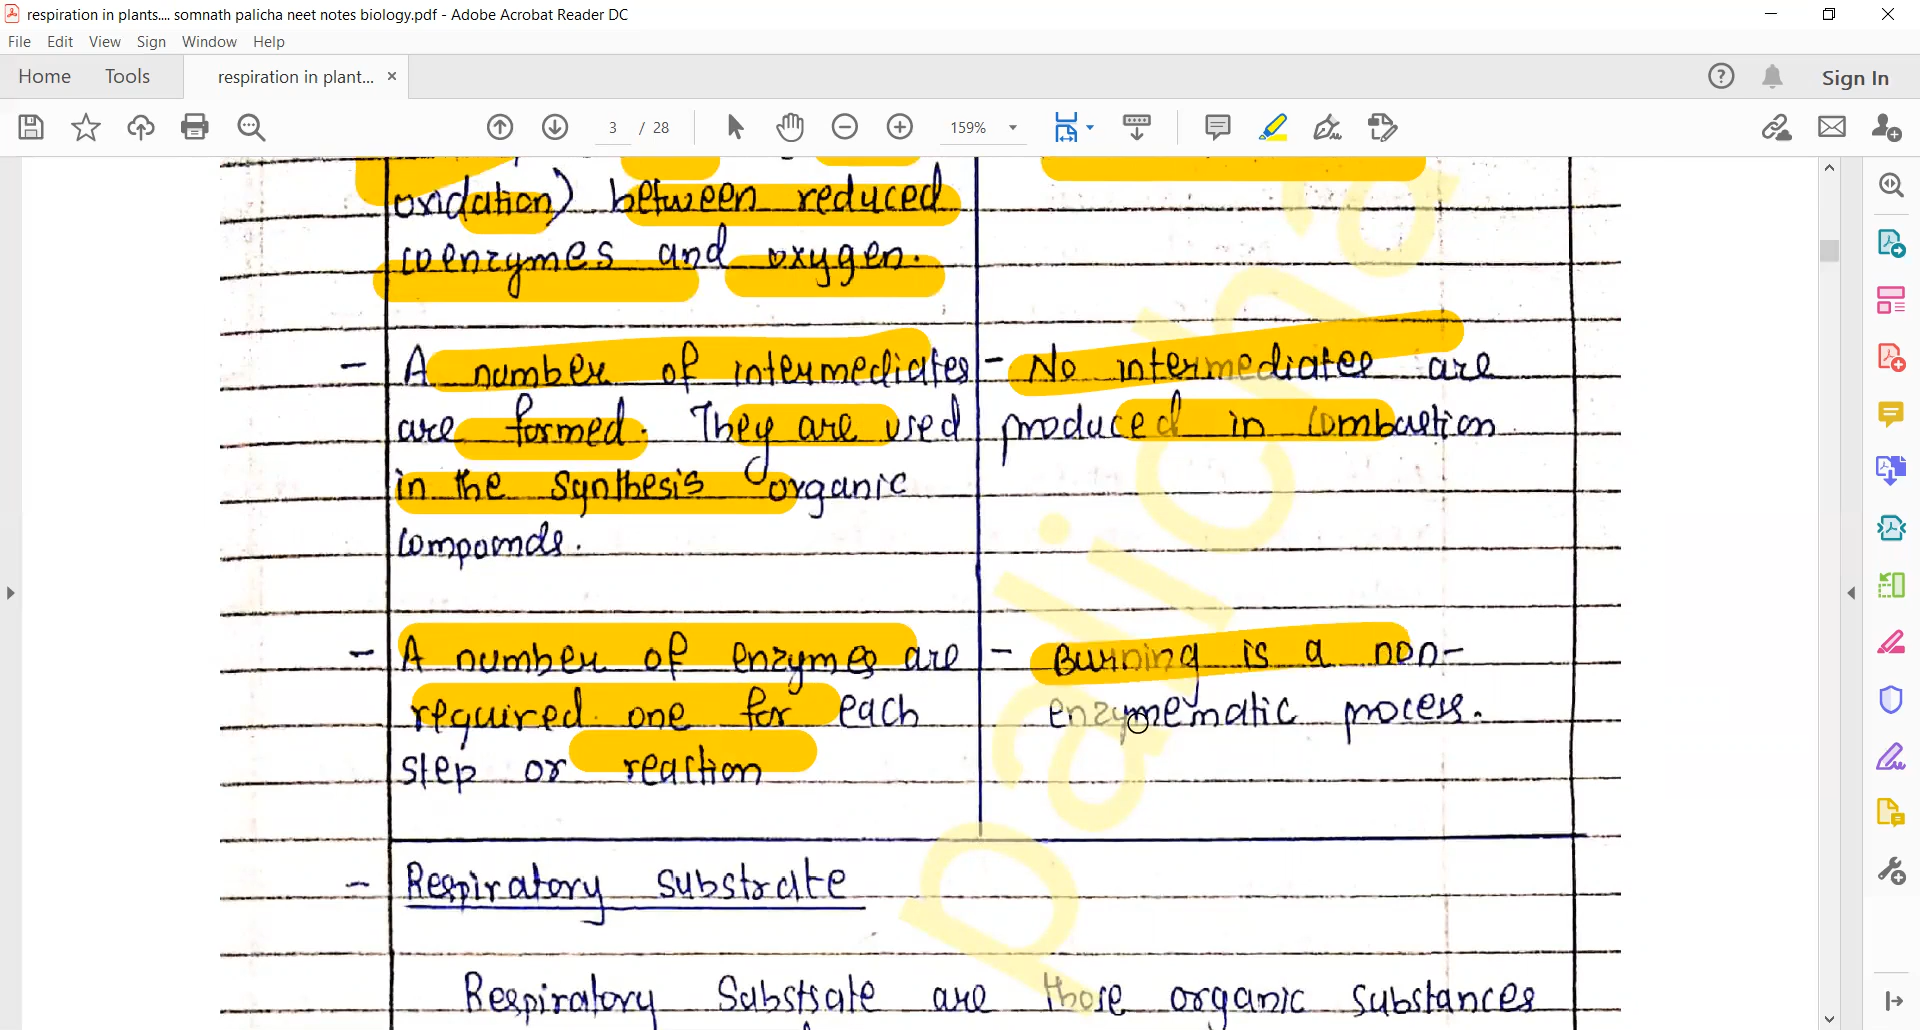 respiration in plants.... somnath palicha neet notes biology.pdf - Adobe Acrobat Reader DC
File Edit View Sign Window Help
Home Tools respiration in plant... ×
Sign In
3 / 28 159%
oxidation) between reduced
coenzymes and oxygen.
- A number of intermediates
are formed. They are used
in the synthesis organic
compounds.
- No intermediates are
produced in combustion
- A number of enzymes are
required one for each
step or reaction
- Burning is a non-
enzymematic process.
- Respiratory substrate
Respiratory Substsate are those organic substances
palicha